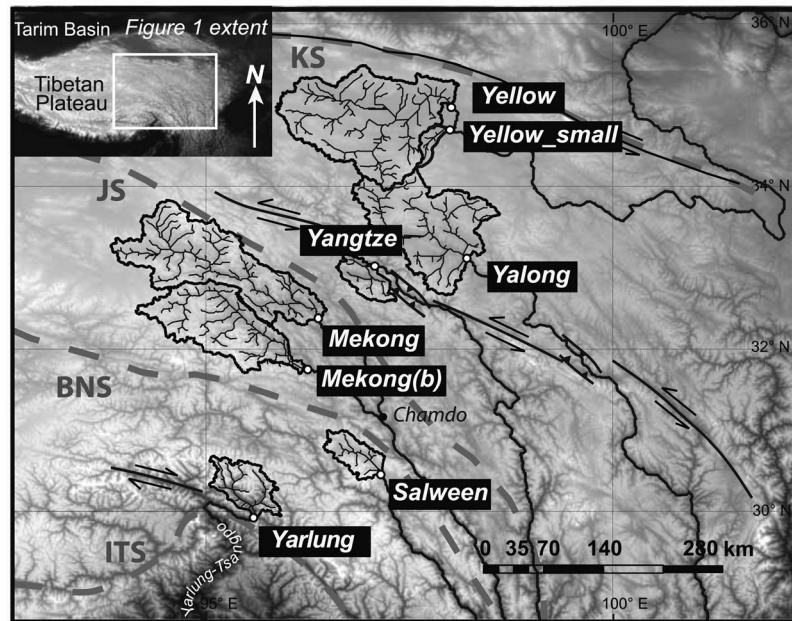 Tarim Basin
Figure 1 extent
Tibetan
Plateau
N
100° E
36° N
KS
Yellow
Yellow_small
34° N
JS
Yangtze
Yalong
Mekong
32° N
Mekong(b)
BNS
Chamdo
Salween
30° N
Yarlung
ITS
Yarlung-Tsangpo
0 35 70 140 280 km
95° E
100° E